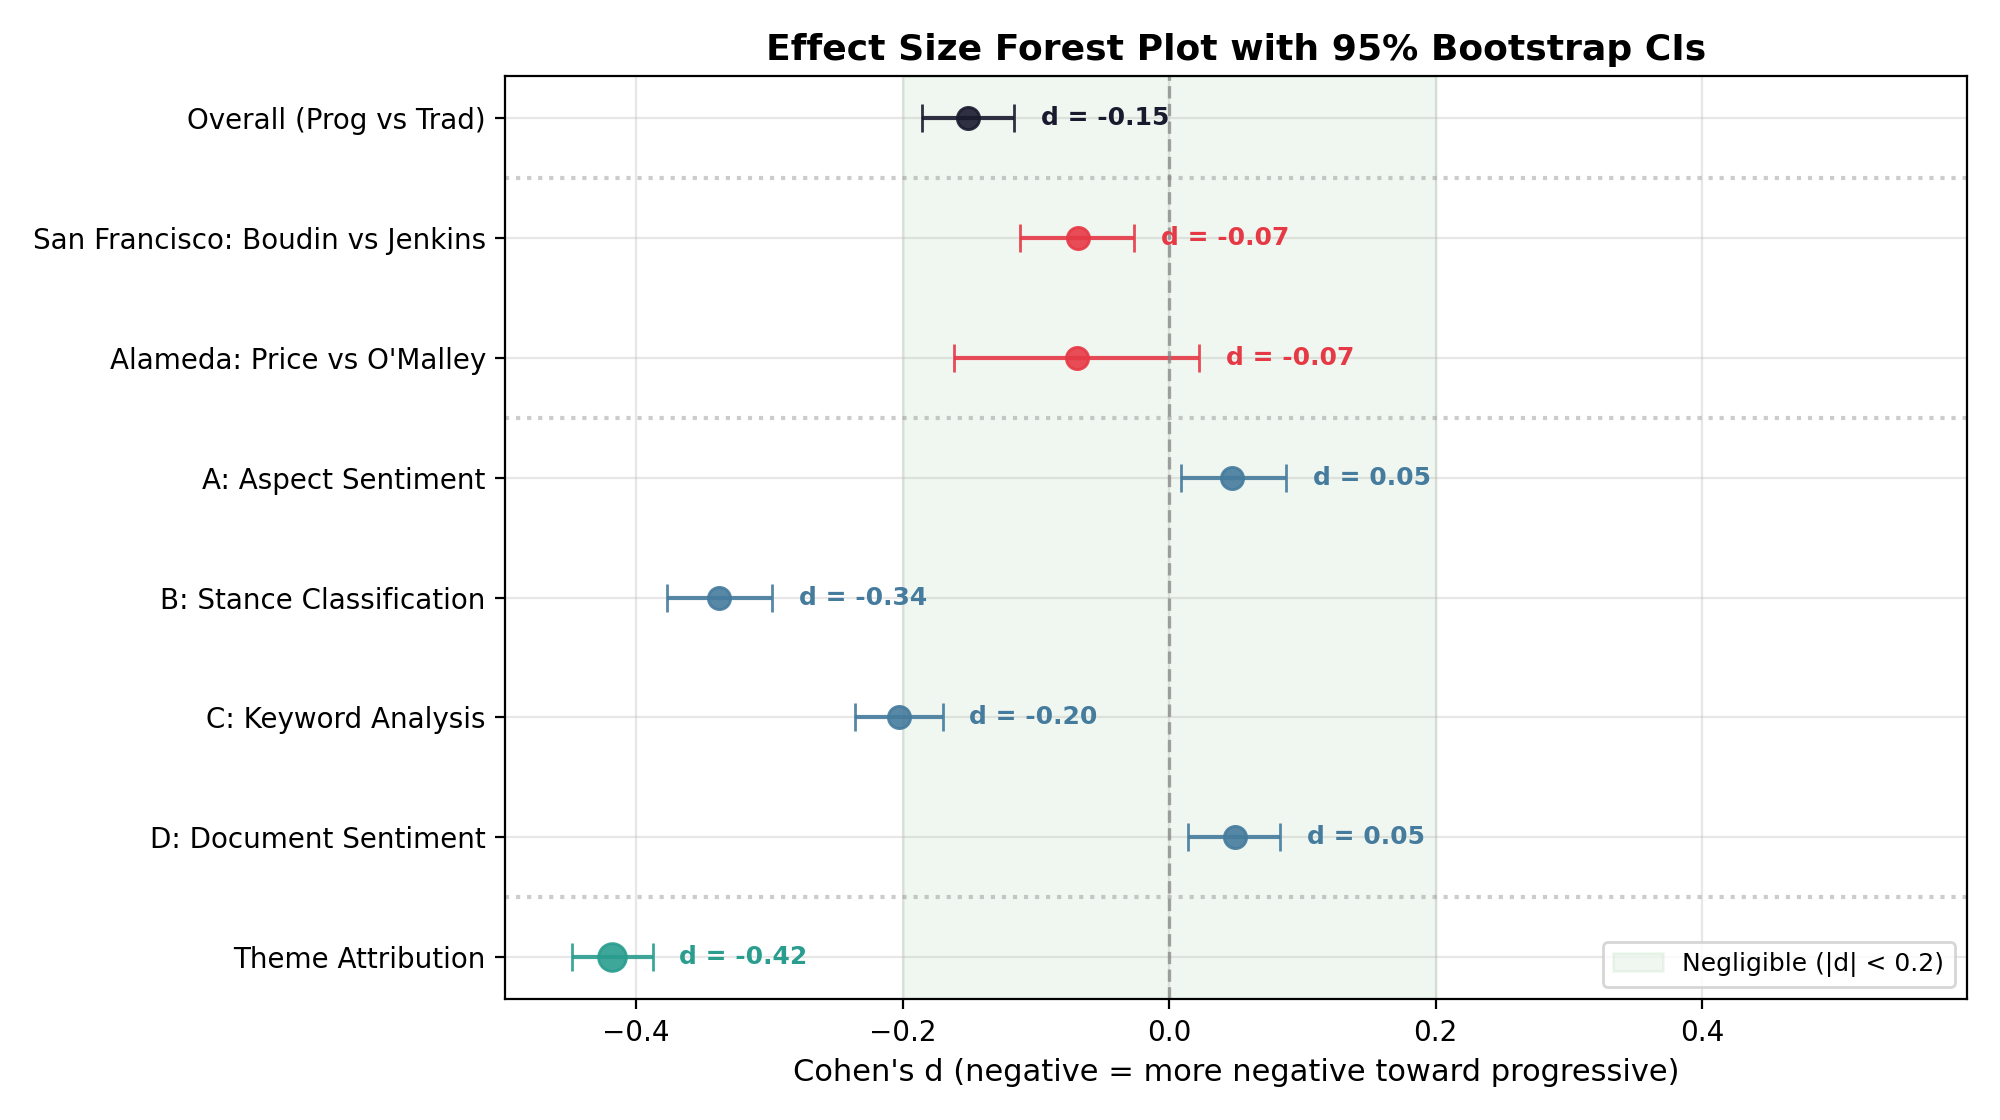 Effect Size Forest Plot with 95% Bootstrap CIs
Overall (Prog vs Trad)
d = -0.15
San Francisco: Boudin vs Jenkins
d = -0.07
Alameda: Price vs O'Malley
d = -0.07
A: Aspect Sentiment
d = 0.05
B: Stance Classification
d = -0.34
C: Keyword Analysis
d = -0.20
D: Document Sentiment
d = 0.05
Theme Attribution
d = -0.42
Negligible (|d| < 0.2)
−0.4 −0.2 0.0 0.2 0.4
Cohen's d (negative = more negative toward progressive)